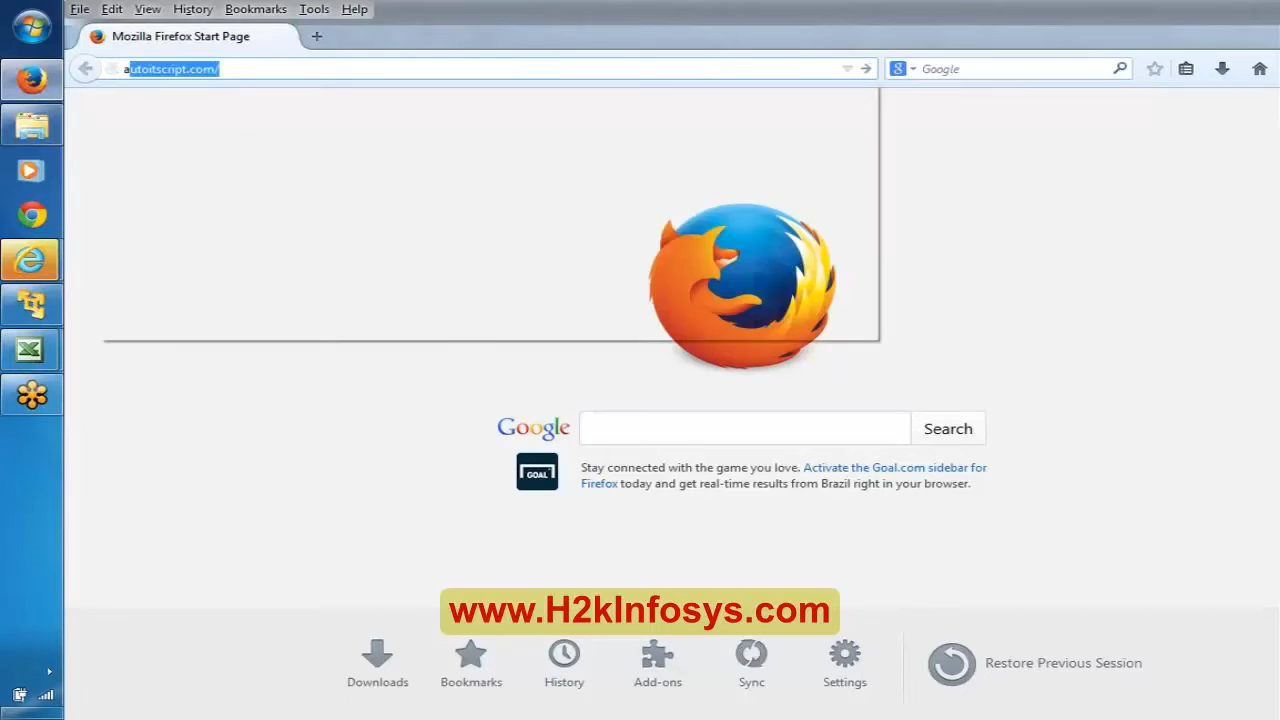 File Edit View History Bookmarks Tools Help
Mozilla Firefox Start Page
autoitscript.com/
Google
Google
Search
GOAL
Stay connected with the game you love. Activate the Goal.com sidebar for
Firefox today and get real-time results from Brazil right in your browser.
www.H2kInfosys.com
Downloads Bookmarks History Add-ons Sync Settings
Restore Previous Session